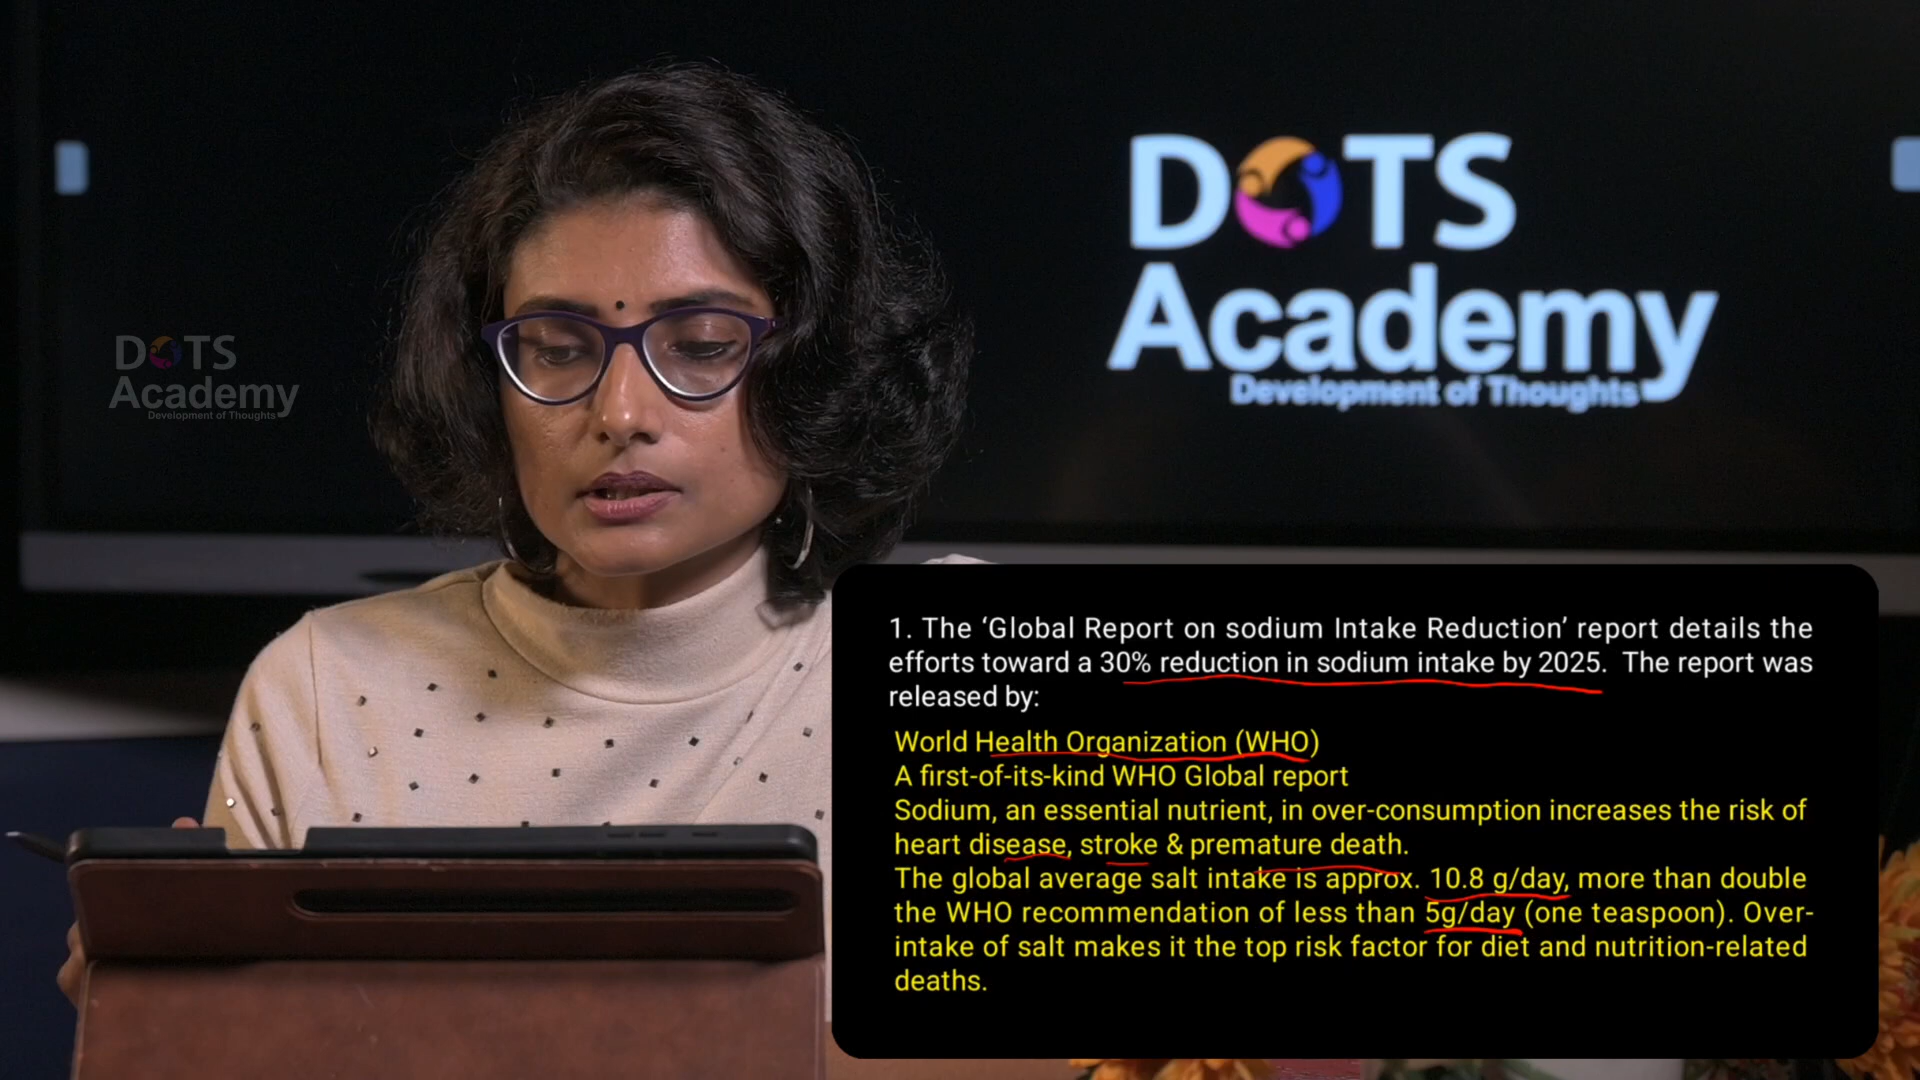 DOTS
Academy
Development of Thoughts
DOTS
Academy
Development of Thoughts
1. The ‘Global Report on sodium Intake Reduction’ report details the
efforts toward a 30% reduction in sodium intake by 2025. The report was
released by:
World Health Organization (WHO)
A first-of-its-kind WHO Global report
Sodium, an essential nutrient, in over-consumption increases the risk of
heart disease, stroke & premature death.
The global average salt intake is approx. 10.8 g/day, more than double
the WHO recommendation of less than 5g/day (one teaspoon). Over-
intake of salt makes it the top risk factor for diet and nutrition-related
deaths.